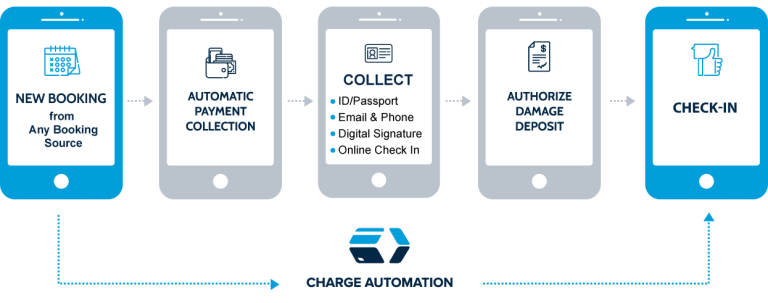 NEW BOOKING
from
Any Booking
Source
AUTOMATIC
PAYMENT
COLLECTION
COLLECT
ID/Passport
Email & Phone
Digital Signature
Online Check In
$
AUTHORIZE
DAMAGE
DEPOSIT
CHECK-IN
CHARGE AUTOMATION